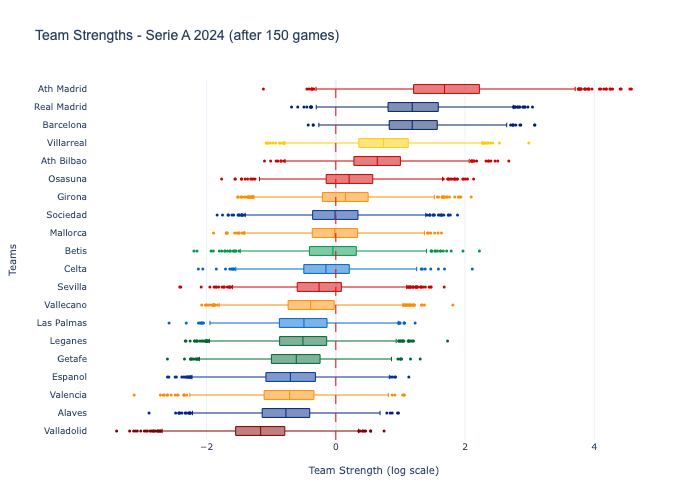 Team Strengths - Serie A 2024 (after 150 games)
Ath Madrid
Real Madrid
Barcelona
Villarreal
Ath Bilbao
Osasuna
Girona
Sociedad
Mallorca
Betis
Celta
Sevilla
Vallecano
Las Palmas
Leganes
Getafe
Espanol
Valencia
Alaves
Valladolid
Teams
−2 0 2 4
Team Strength (log scale)